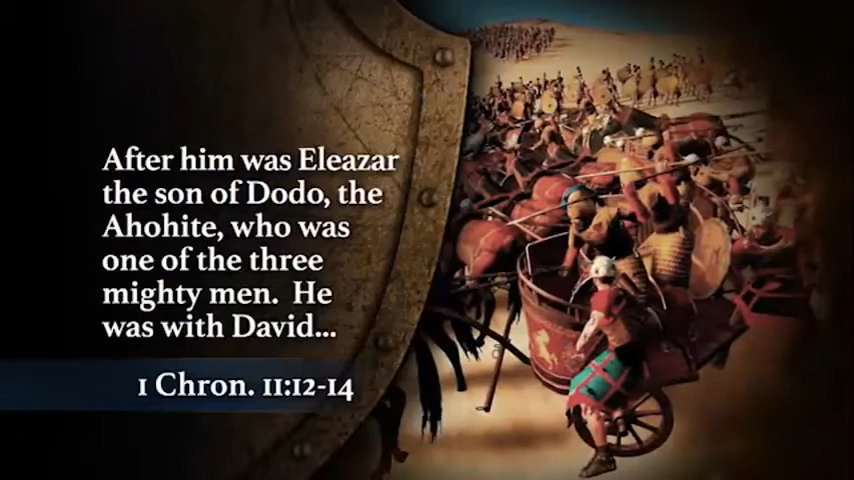 After him was Eleazar
the son of Dodo, the
Ahohite, who was
one of the three
mighty men.  He
was with David...
1 Chron. 11:12-14